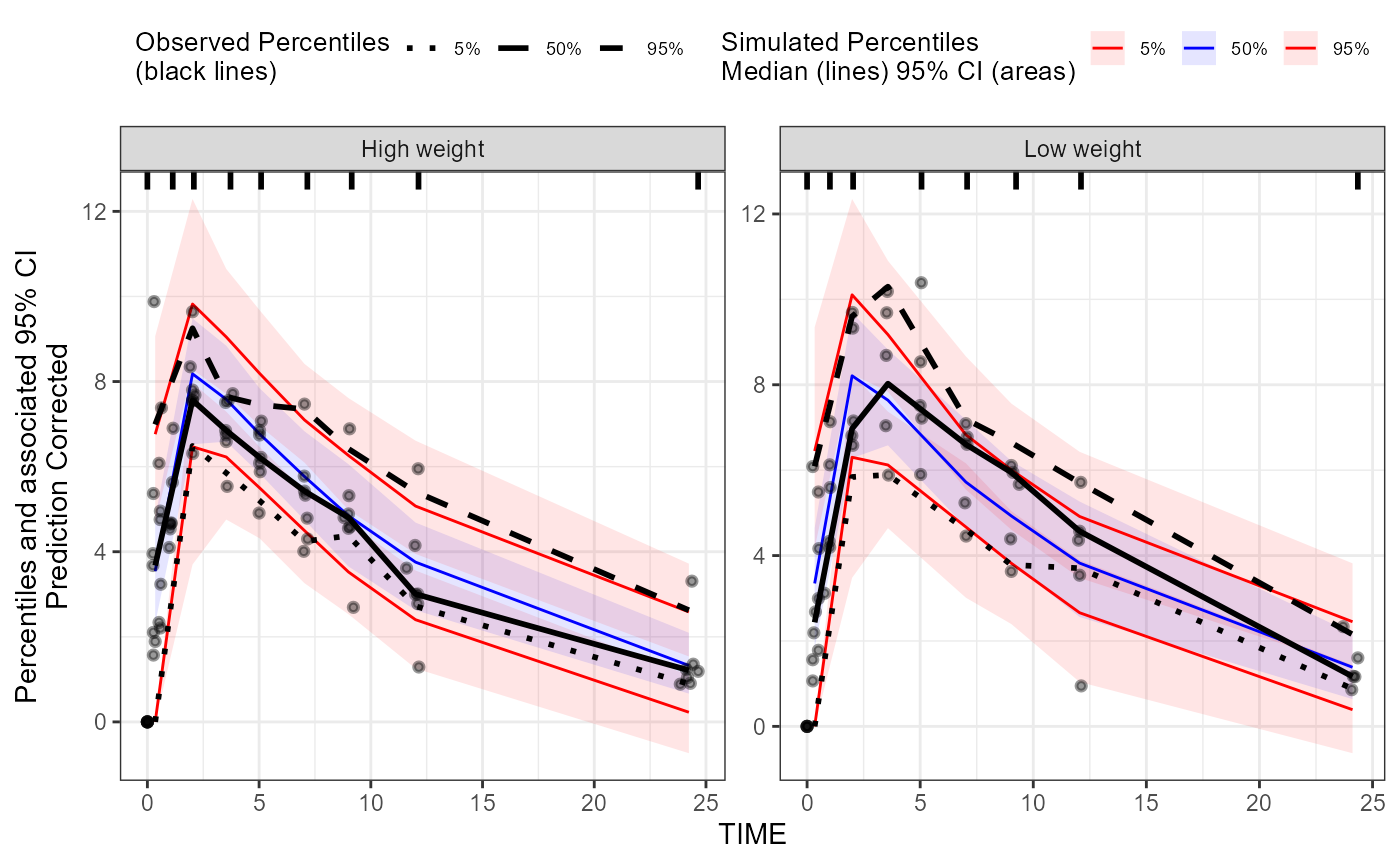 Observed Percentiles
(black lines)
5%
50%
95%
Simulated Percentiles
Median (lines) 95% CI (areas)
5%
50%
95%
High weight
Low weight
Percentiles and associated 95% CI
Prediction Corrected
12
8
4
0
12
8
4
0
0
5
10
15
20
25
0
5
10
15
20
25
TIME